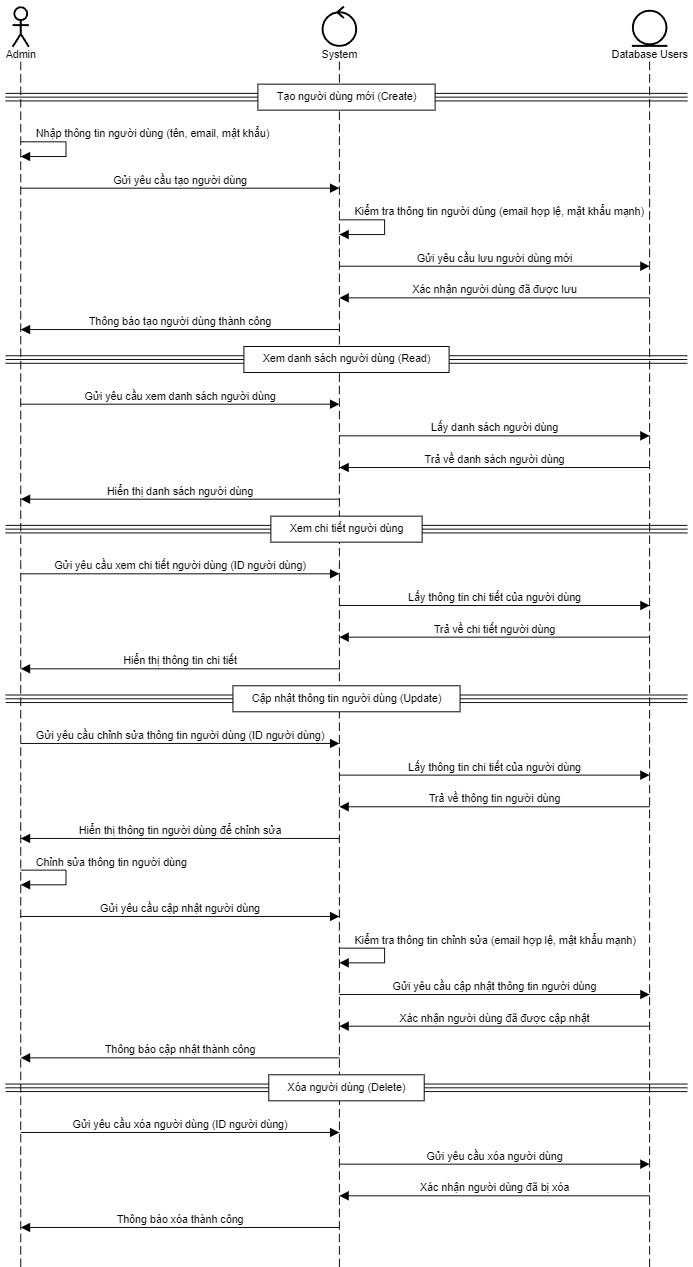 Admin
System
Database Users
Tạo người dùng mới (Create)
Nhập thông tin người dùng (tên, email, mật khẩu)
Gửi yêu cầu tạo người dùng
Kiểm tra thông tin người dùng (email hợp lệ, mật khẩu mạnh)
Gửi yêu cầu lưu người dùng mới
Xác nhận người dùng đã được lưu
Thông báo tạo người dùng thành công
Xem danh sách người dùng (Read)
Gửi yêu cầu xem danh sách người dùng
Lấy danh sách người dùng
Trả về danh sách người dùng
Hiển thị danh sách người dùng
Xem chi tiết người dùng
Gửi yêu cầu xem chi tiết người dùng (ID người dùng)
Lấy thông tin chi tiết của người dùng
Trả về chi tiết người dùng
Hiển thị thông tin chi tiết
Cập nhật thông tin người dùng (Update)
Gửi yêu cầu chỉnh sửa thông tin người dùng (ID người dùng)
Lấy thông tin chi tiết của người dùng
Trả về thông tin người dùng
Hiển thị thông tin người dùng để chỉnh sửa
Chỉnh sửa thông tin người dùng
Gửi yêu cầu cập nhật người dùng
Kiểm tra thông tin chỉnh sửa (email hợp lệ, mật khẩu mạnh)
Gửi yêu cầu cập nhật thông tin người dùng
Xác nhận người dùng đã được cập nhật
Thông báo cập nhật thành công
Xóa người dùng (Delete)
Gửi yêu cầu xóa người dùng (ID người dùng)
Gửi yêu cầu xóa người dùng
Xác nhận người dùng đã bị xóa
Thông báo xóa thành công